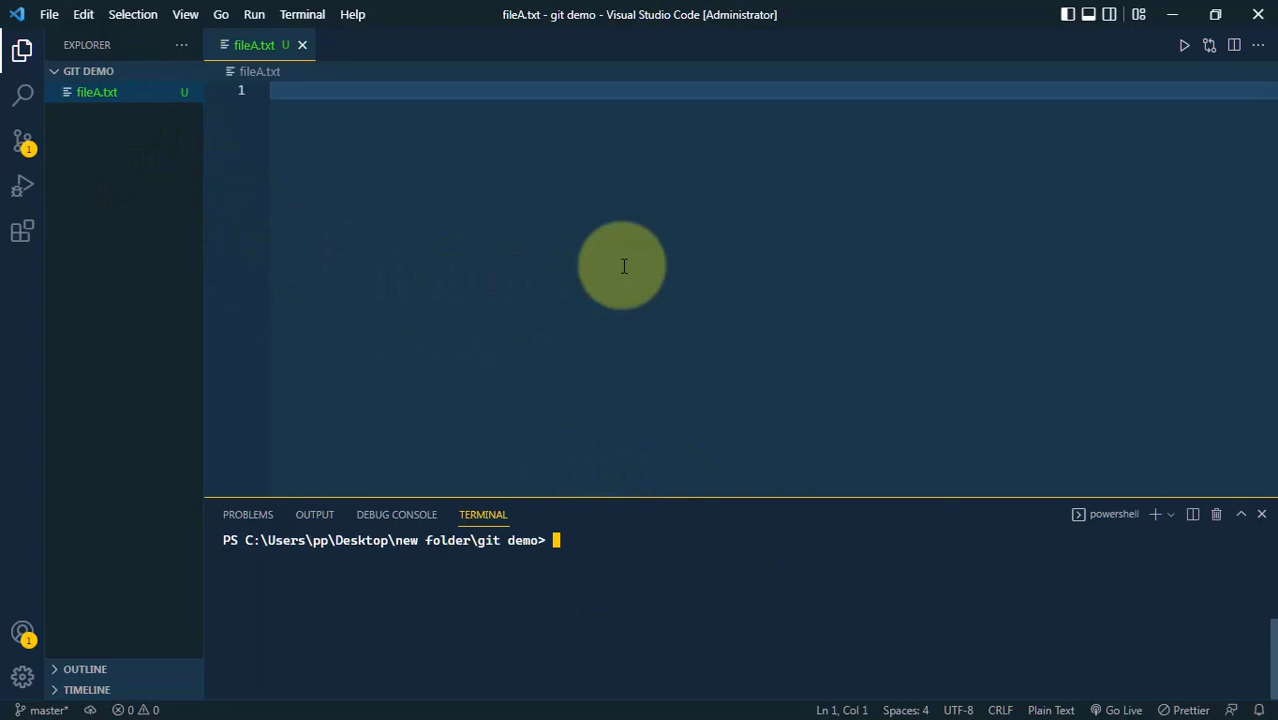 File Edit Selection View Go Run Terminal Help fileA.txt - git demo - Visual Studio Code [Administrator]
EXPLORER
fileA.txt U
GIT DEMO
fileA.txt
fileA.txt U
1
1
PROBLEMS OUTPUT DEBUG CONSOLE TERMINAL powershell
PS C:\Users\pp\Desktop\new folder\git demo>
1
OUTLINE
TIMELINE
master* 0 0 Ln 1, Col 1 Spaces: 4 UTF-8 CRLF Plain Text Go Live Prettier